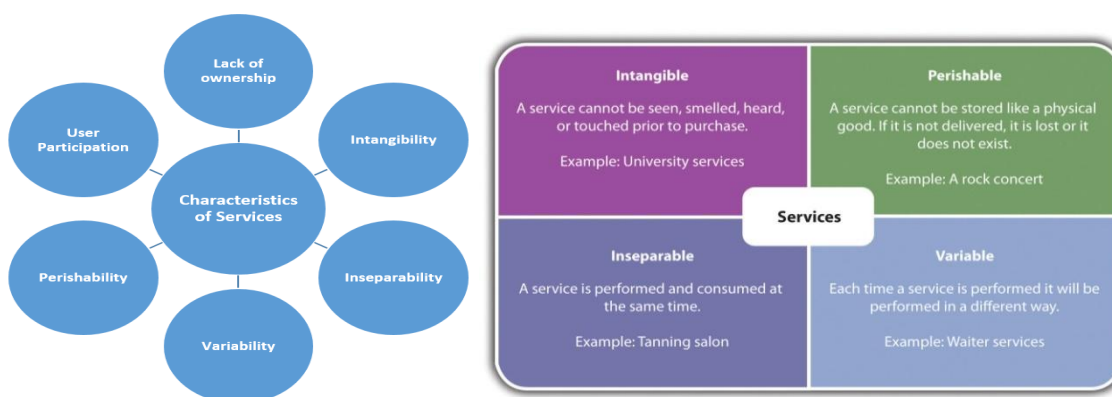 Lack of
ownership
User
Participation
Intangibility
Characteristics
of Services
Perishability
Inseparability
Variability
Intangible
A service cannot be seen, smelled, heard,
or touched prior to purchase.
Example: University services
Perishable
A service cannot be stored like a physical
good. If it is not delivered, it is lost or it
does not exist.
Example: A rock concert
Services
Inseparable
A service is performed and consumed at
the same time.
Example: Tanning salon
Variable
Each time a service is performed it will be
performed in a different way.
Example: Waiter services